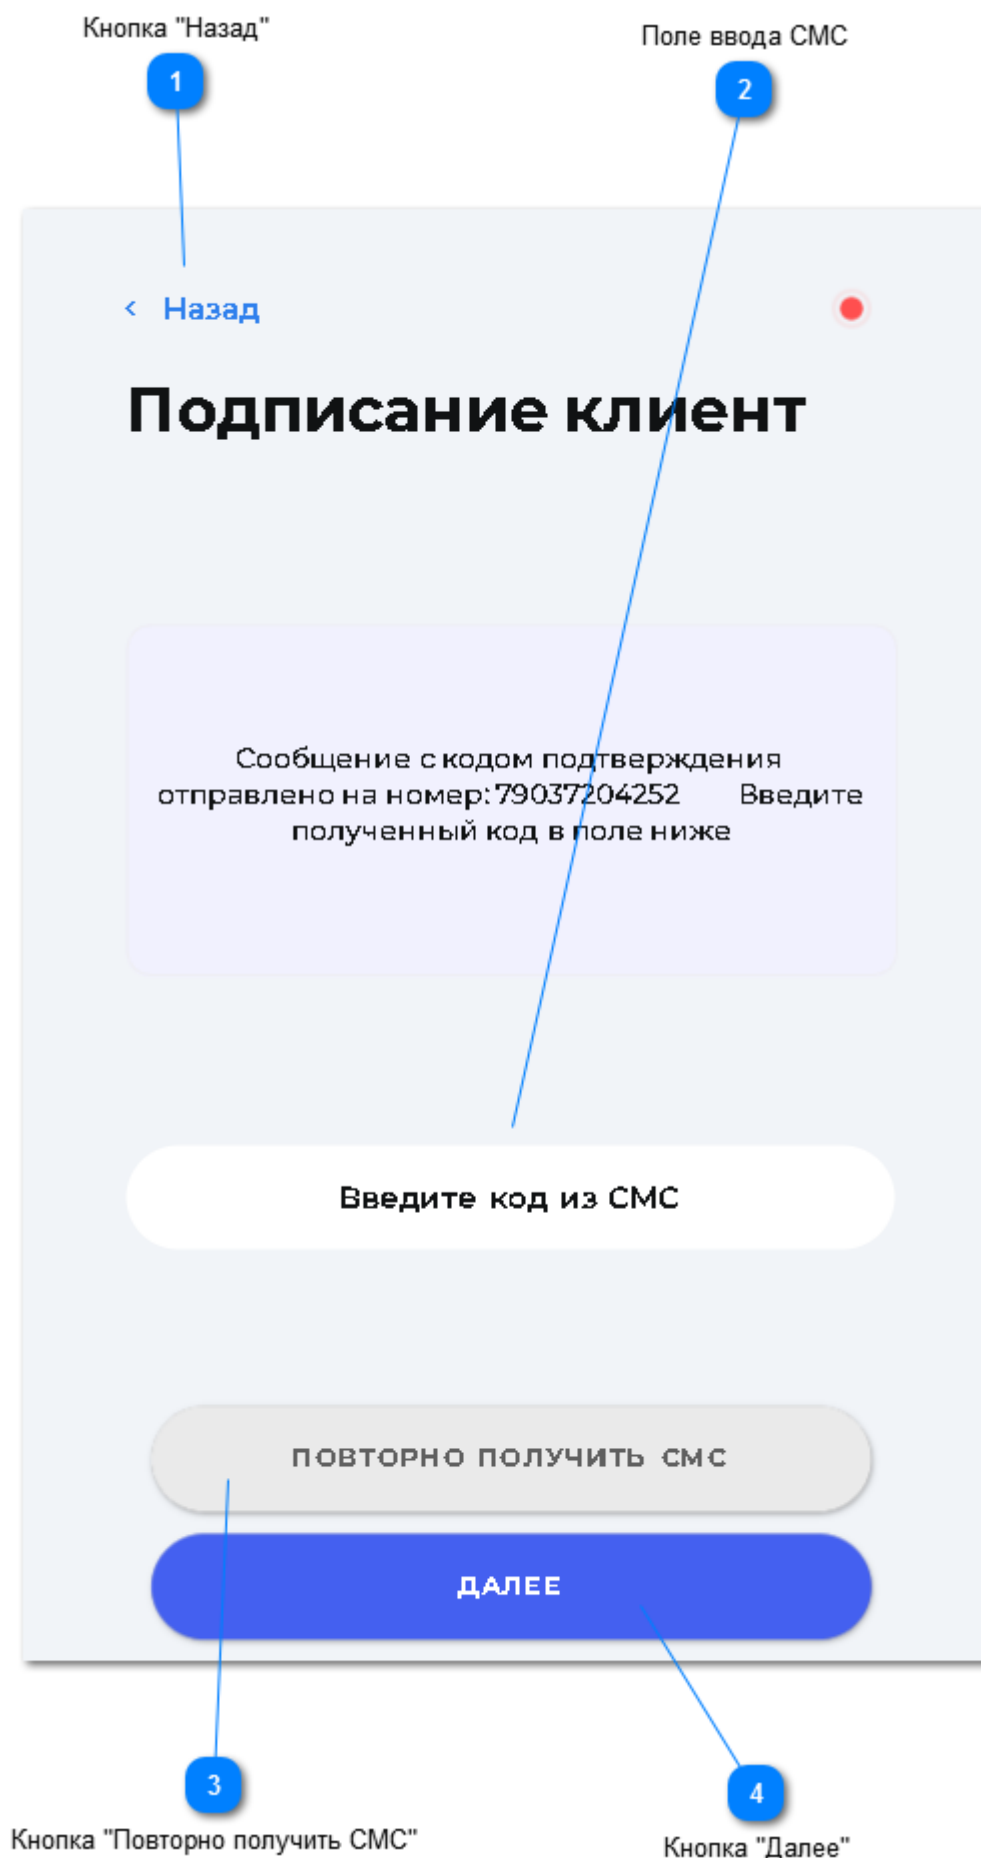 Кнопка "Назад"
Поле ввода СМС
1
2
< Назад
Подписание клиент
Сообщение с кодом подтверждения
отправлено на номер: 79037204252 Введите
полученный код в поле ниже
Введите код из СМС
ПОВТОРНО ПОЛУЧИТЬ СМС
ДАЛЕЕ
3
4
Кнопка "Повторно получить СМС"
Кнопка "Далее"